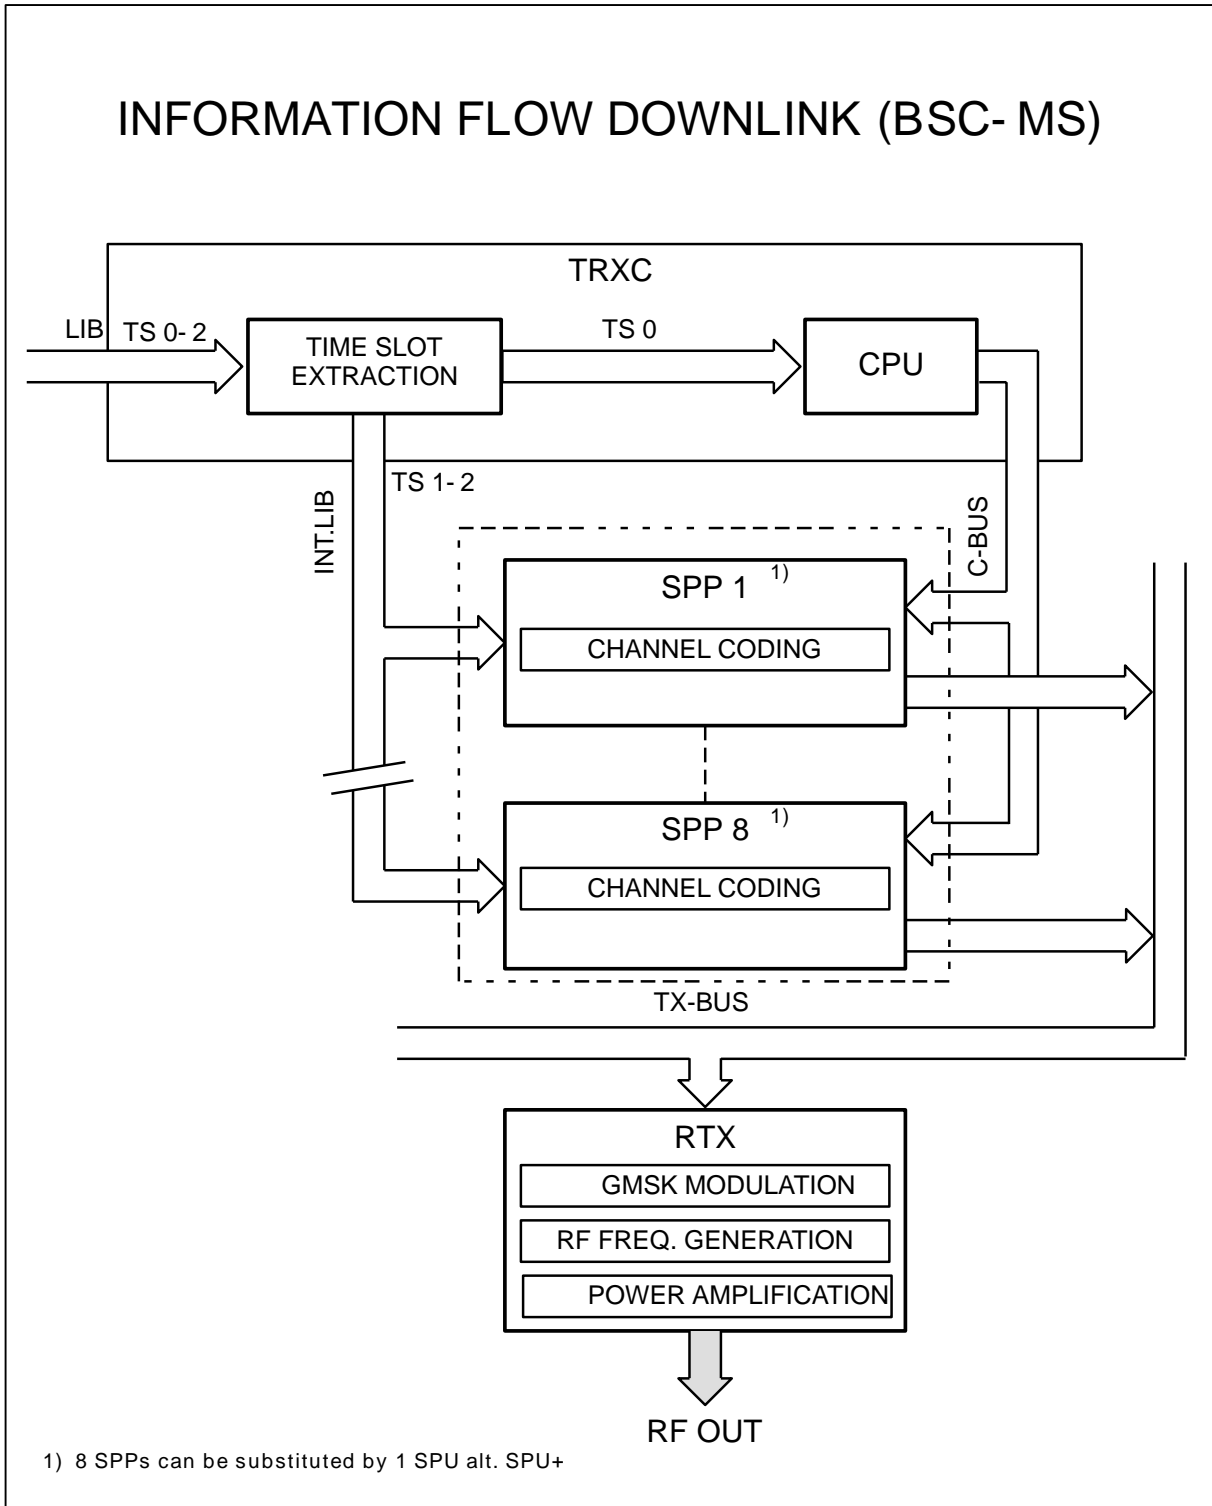 INFORMATION FLOW DOWNLINK (BSC- MS)
TRXC
LIB TS 0- 2
TIME SLOT
EXTRACTION
TS 0
CPU
TS 1- 2
INT.LIB
C-BUS
SPP 1 1)
CHANNEL CODING
SPP 8 1)
CHANNEL CODING
TX-BUS
RTX
GMSK MODULATION
RF FREQ. GENERATION
POWER AMPLIFICATION
RF OUT
1) 8 SPPs can be substituted by 1 SPU alt. SPU+